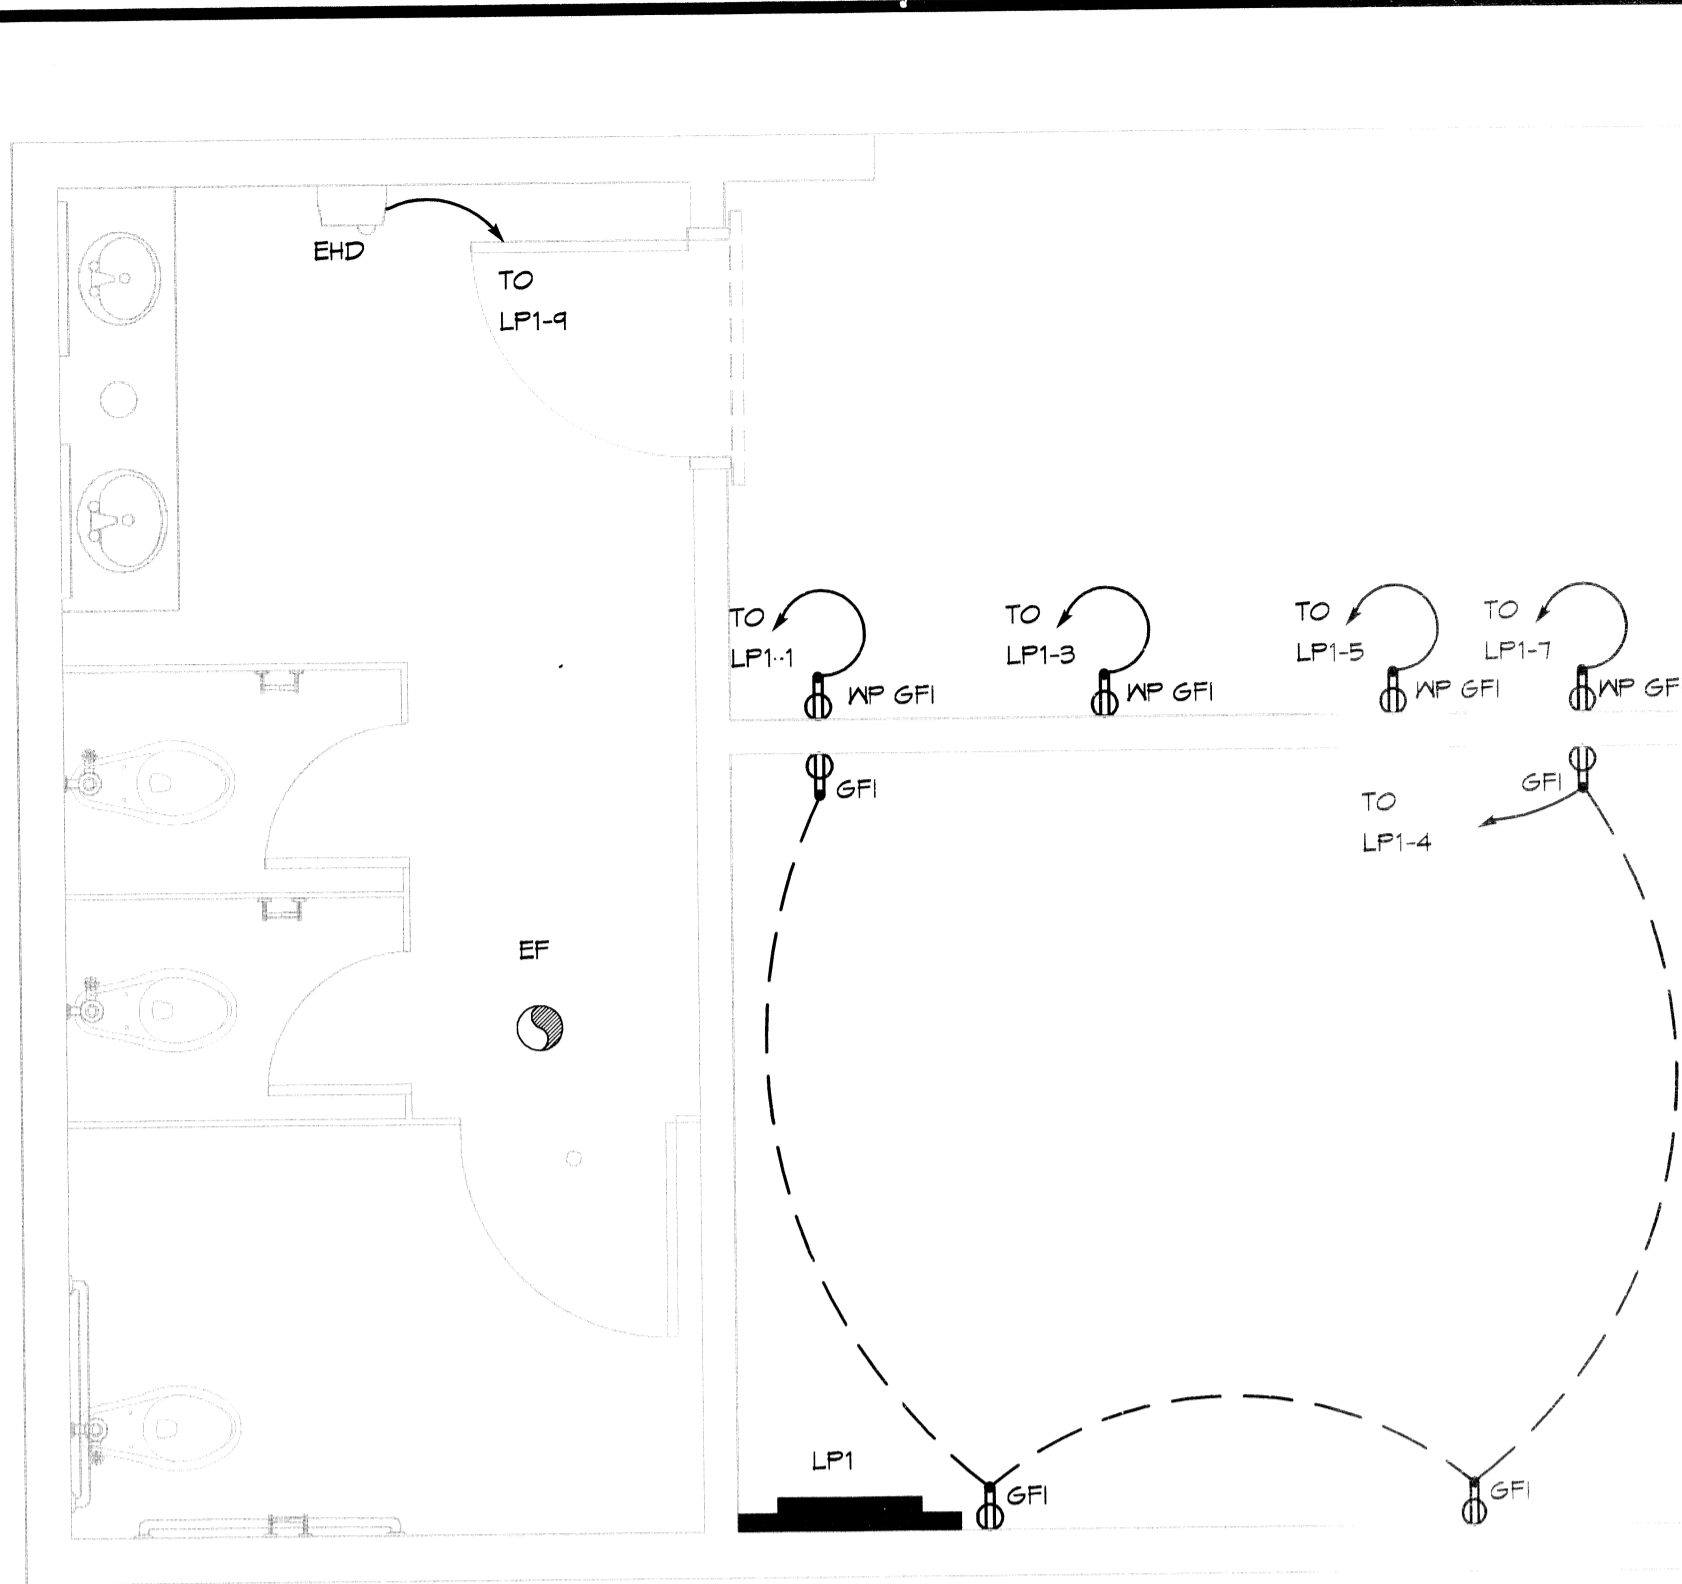 EHD
TO
LP1-9
TO
LP1-1
WP GFI
TO
LP1-3
WP GFI
TO
LP1-5
WP GFI
TO
LP1-7
WP GF
GFI
GFI
TO
LP1-4
EF
LP1
GFI
GFI